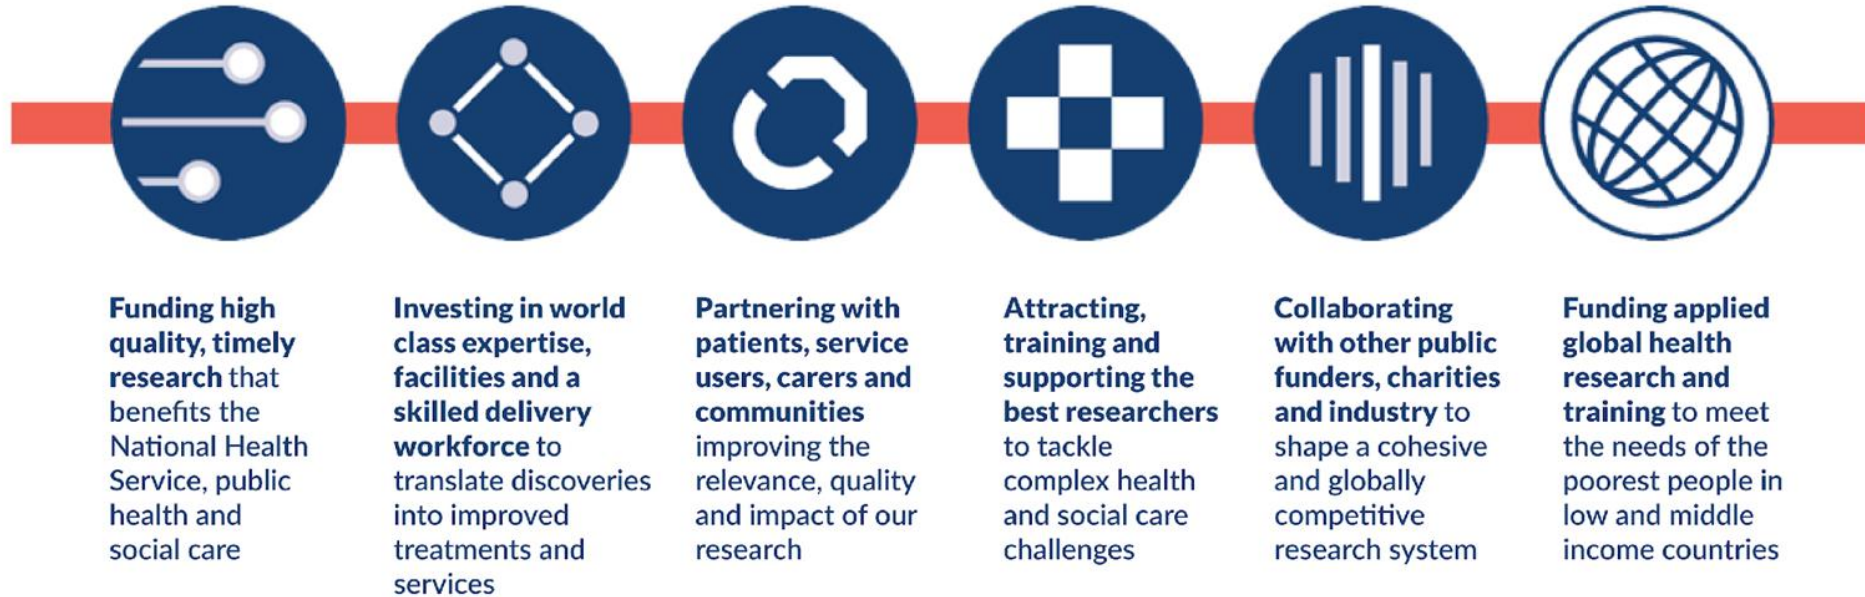 Funding high
quality, timely
research that
benefits the
National Health
Service, public
health and
social care
Investing in world
class expertise,
facilities and a
skilled delivery
workforce to
translate discoveries
into improved
treatments and
services
Partnering with
patients, service
users, carers and
communities
improving the
relevance, quality
and impact of our
research
Attracting,
training and
supporting the
best researchers
to tackle
complex health
and social care
challenges
Collaborating
with other public
funders, charities
and industry to
shape a cohesive
and globally
competitive
research system
Funding applied
global health
research and
training to meet
the needs of the
poorest people in
low and middle
income countries